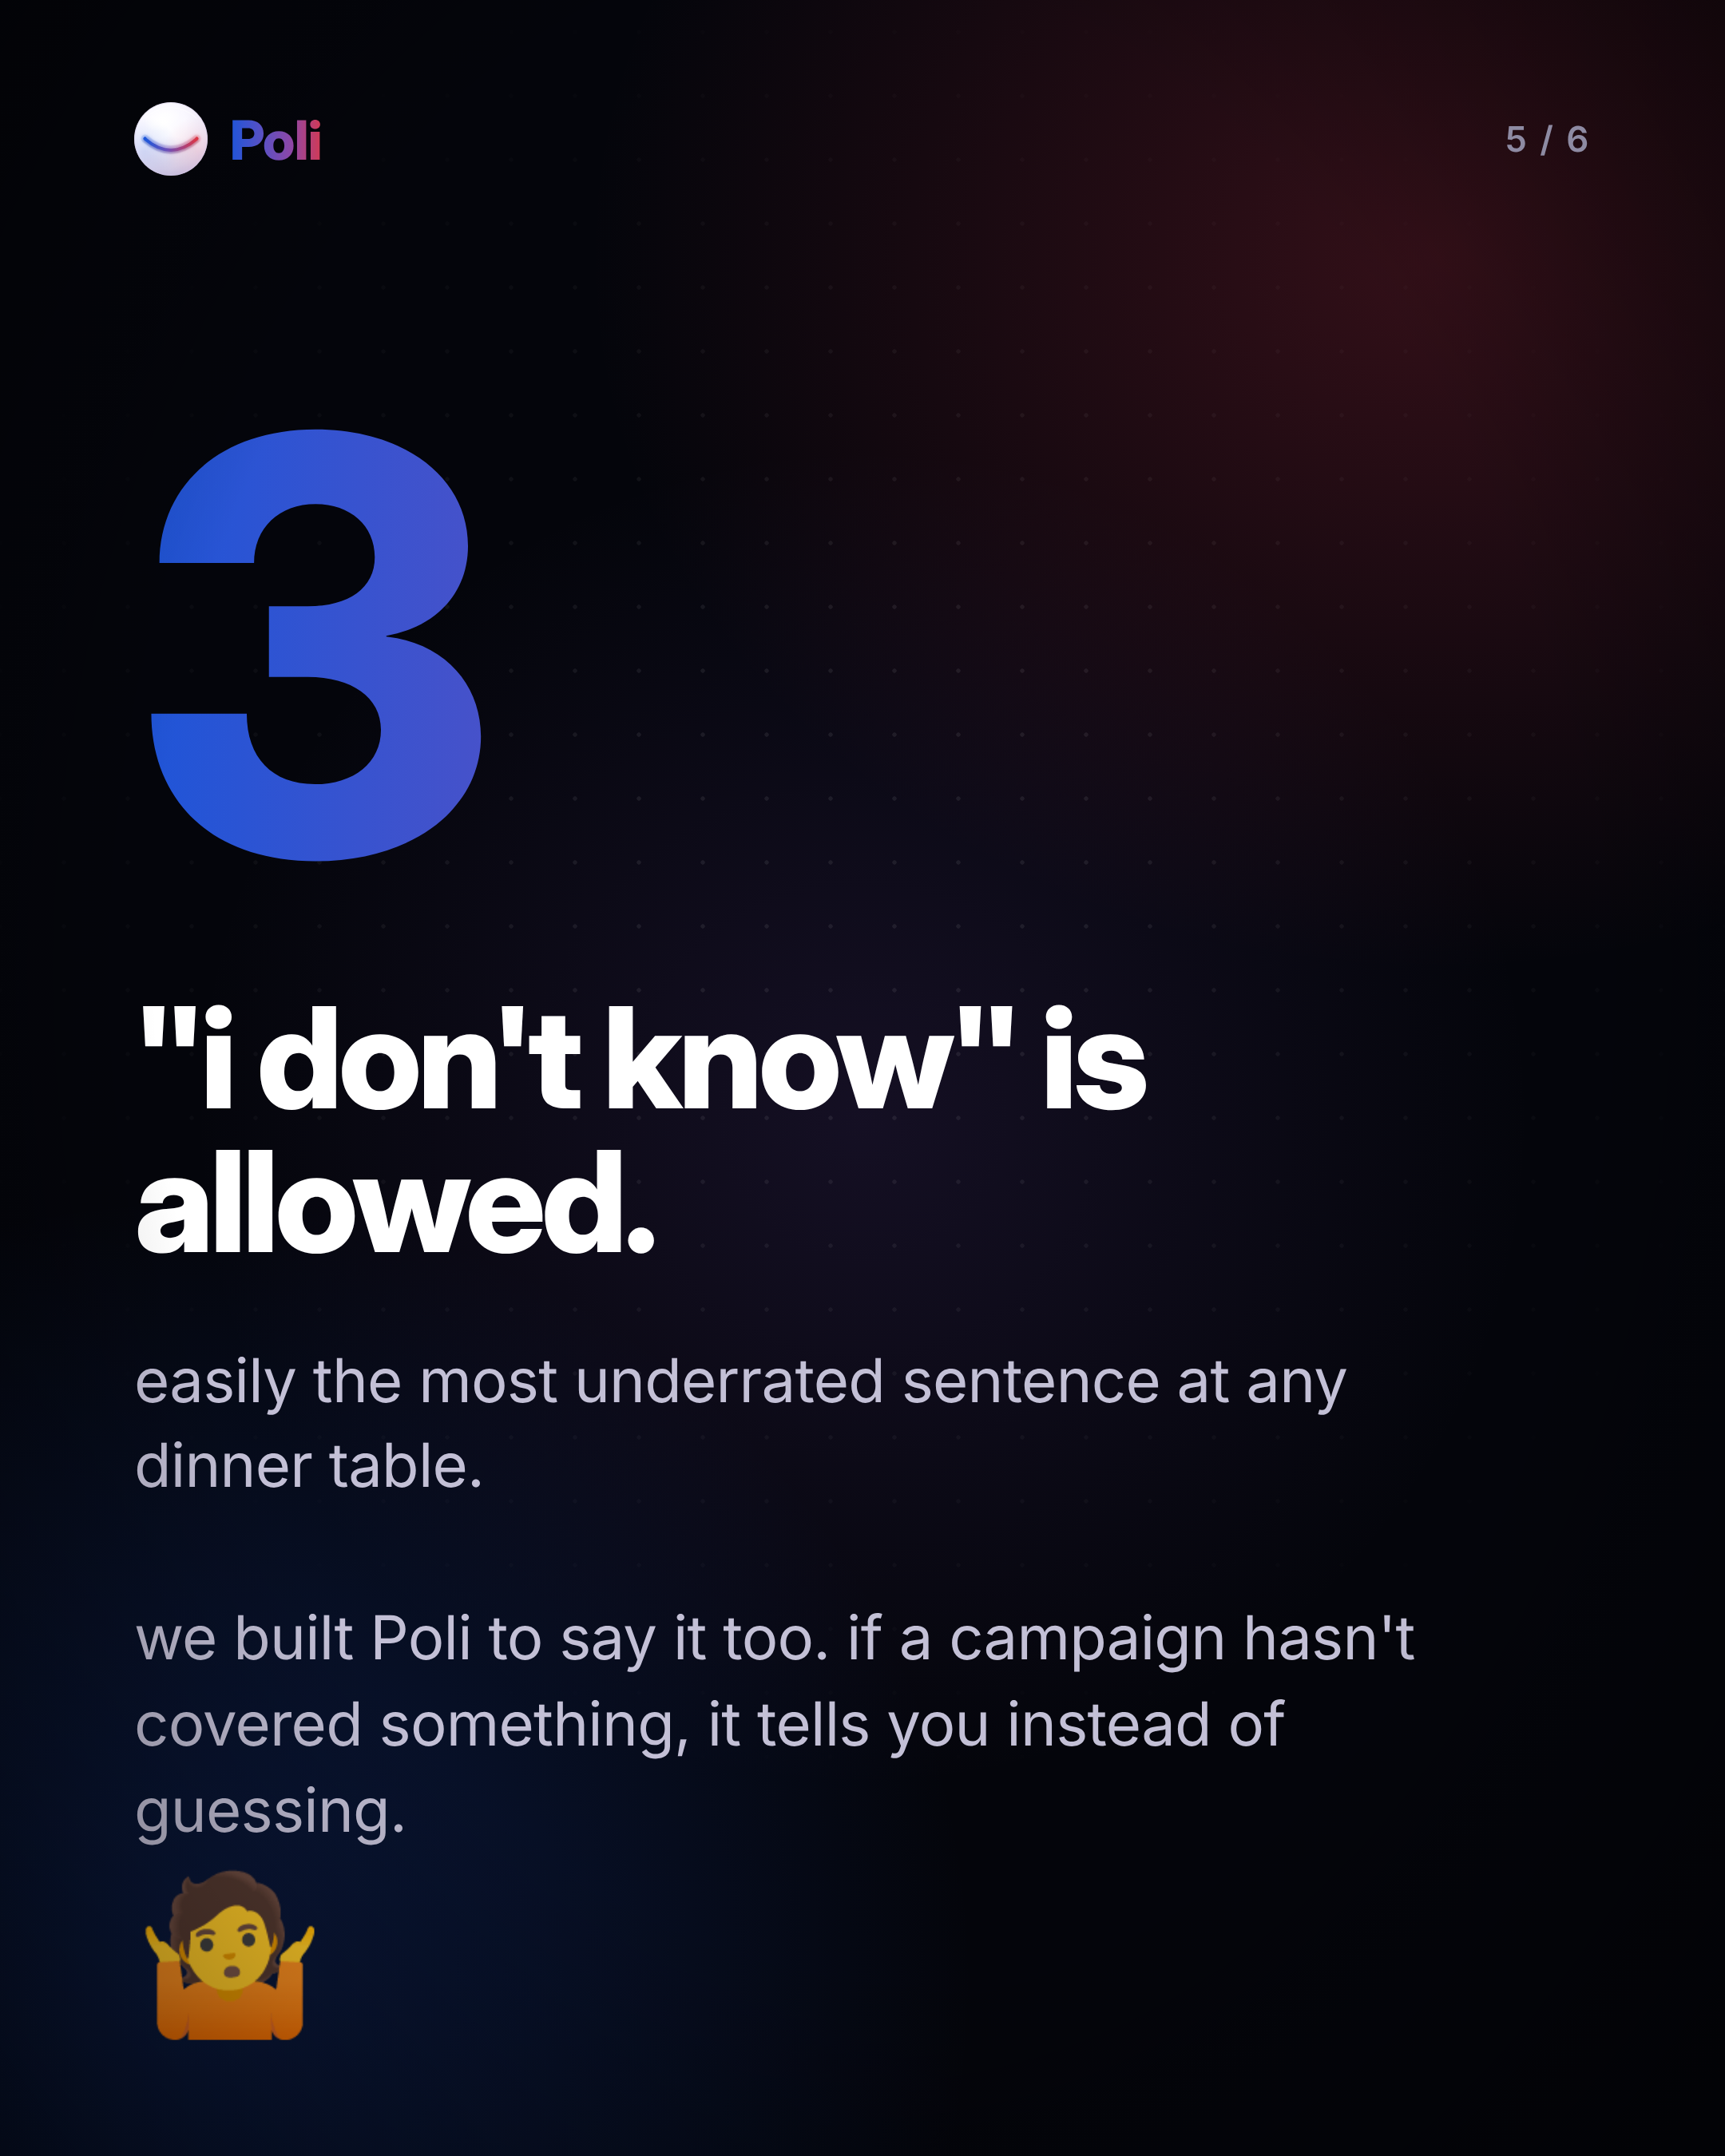 Poli
5 / 6
3
"i don't know" is
allowed.
easily the most underrated sentence at any
dinner table.
we built Poli to say it too. if a campaign hasn't
covered something, it tells you instead of
guessing.